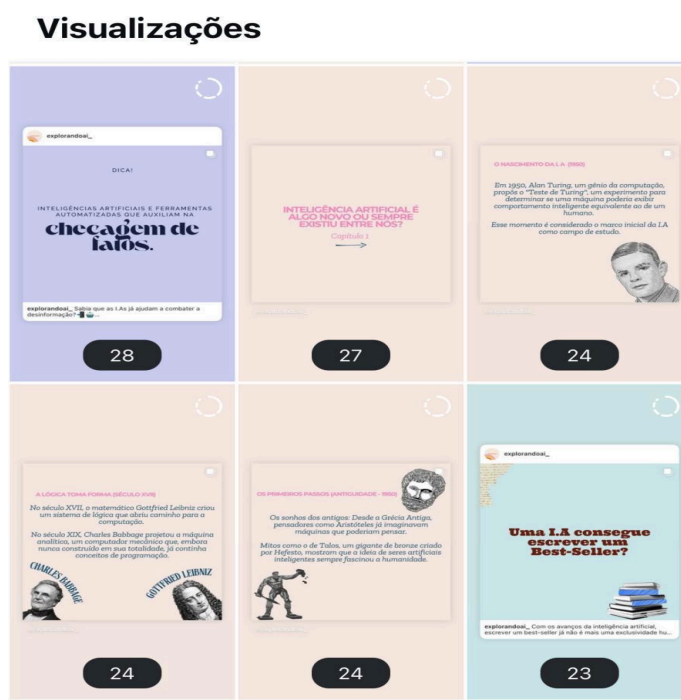 Visualizações
explorandoai_
DICA!
INTELIGÊNCIAS ARTIFICIAIS E FERRAMENTAS
AUTOMATIZADAS QUE AUXILIAM NA
checagem de
fatos.
explorandoai_ Sabia que as I.As já ajudam a combater a
desinformação?
28
INTELIGÊNCIA ARTIFICIAL É
ALGO NOVO OU SEMPRE
EXISTIU ENTRE NÓS?
Capítulo 1
27
O NASCIMENTO DA I.A (1950)
Em 1950, Alan Turing, um gênio da computação,
propôs o "Teste de Turing", um experimento para
determinar se uma máquina poderia exibir
comportamento inteligente equivalente ao de um
humano.
Esse momento é considerado o marco inicial da I.A
como campo de estudo.
24
A LÓGICA TOMA FORMA (SÉCULO XVII)
No século XVII, o matemático Gottfried Leibniz criou
um sistema de lógica que abriu caminho para a
computação.
No século XIX, Charles Babbage projetou a máquina
analítica, um computador mecânico que, embora
nunca construído em sua totalidade, já continha
conceitos de programação.
CHARLES BABBAGE
GOTTFRIED LEIBNIZ
24
OS PRIMEIROS PASSOS (ANTIGUIDADE - 1950)
Os sonhos dos antigos: Desde a Grécia Antiga,
pensadores como Aristóteles já imaginavam
máquinas que poderiam pensar.
Mitos como o de Talos, um gigante de bronze criado
por Hefesto, mostram que a ideia de seres artificiais
inteligentes sempre fascinou a humanidade.
24
explorandoai_
Uma I.A consegue
escrever um
Best-Seller?
explorandoai_ Com os avanços da inteligência artificial,
escrever um best-seller já não é mais uma exclusividade hu...
23